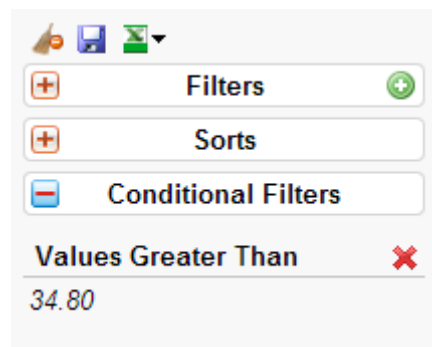 Filters
Sorts
Conditional Filters
Values Greater Than
34.80